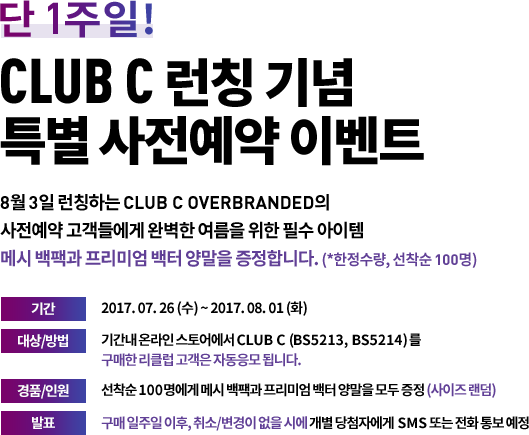 단 1주일!
CLUB C 런칭 기념
특별 사전예약 이벤트
8월 3일 런칭하는 CLUB C OVERBRANDED의
사전예약 고객들에게 완벽한 여름을 위한 필수 아이템
메시 백팩과 프리미엄 백터 양말을 증정합니다. (*한정수량, 선착순 100명)
기간 2017. 07. 26 (수) ~ 2017. 08. 01 (화)
대상/방법 기간내 온라인 스토어에서 CLUB C (BS5213, BS5214) 를
구매한 리클럽 고객은 자동응모 됩니다.
경품/인원 선착순 100명에게 메시 백팩과 프리미엄 백터 양말을 모두 증정 (사이즈 랜덤)
발표 구매 일주일 이후, 취소/변경이 없을 시에 개별 당첨자에게 SMS 또는 전화 통보 예정